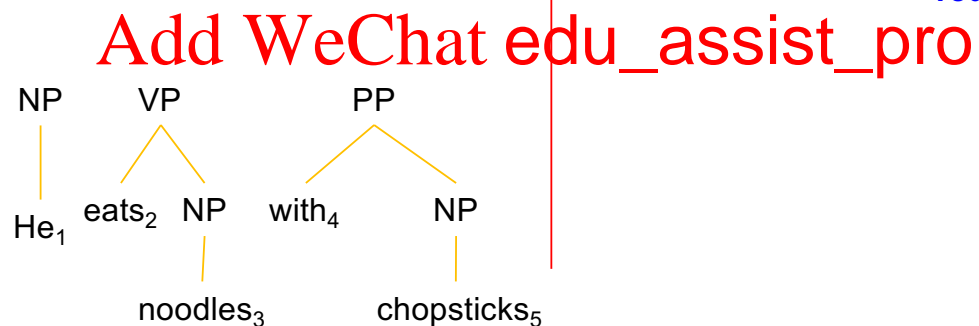 Add WeChat edu_assist_pro
NP VP PP
eats₂ NP with₄ NP
He₁
noodles₃ chopsticks₅